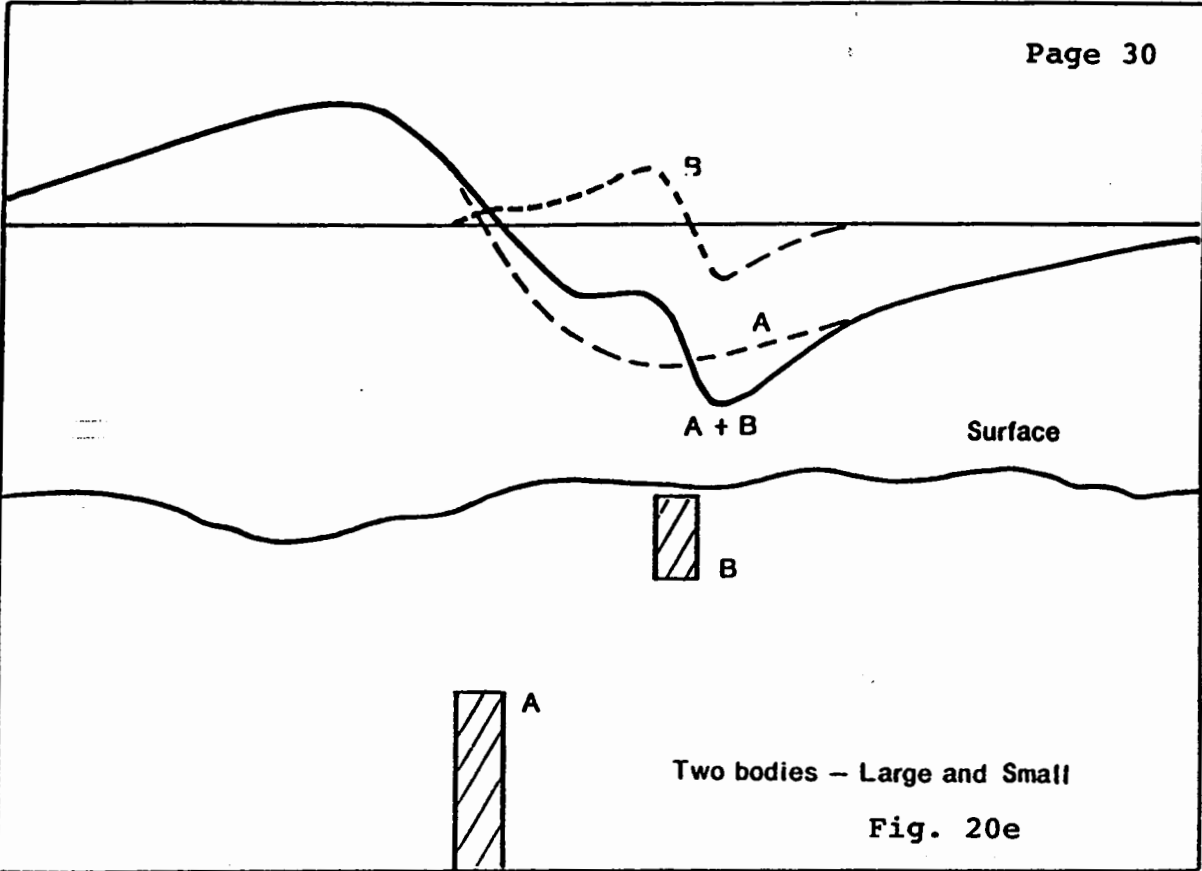 Page 30
B
A
A + B
Surface
B
A
Two bodies – Large and Small
Fig. 20e